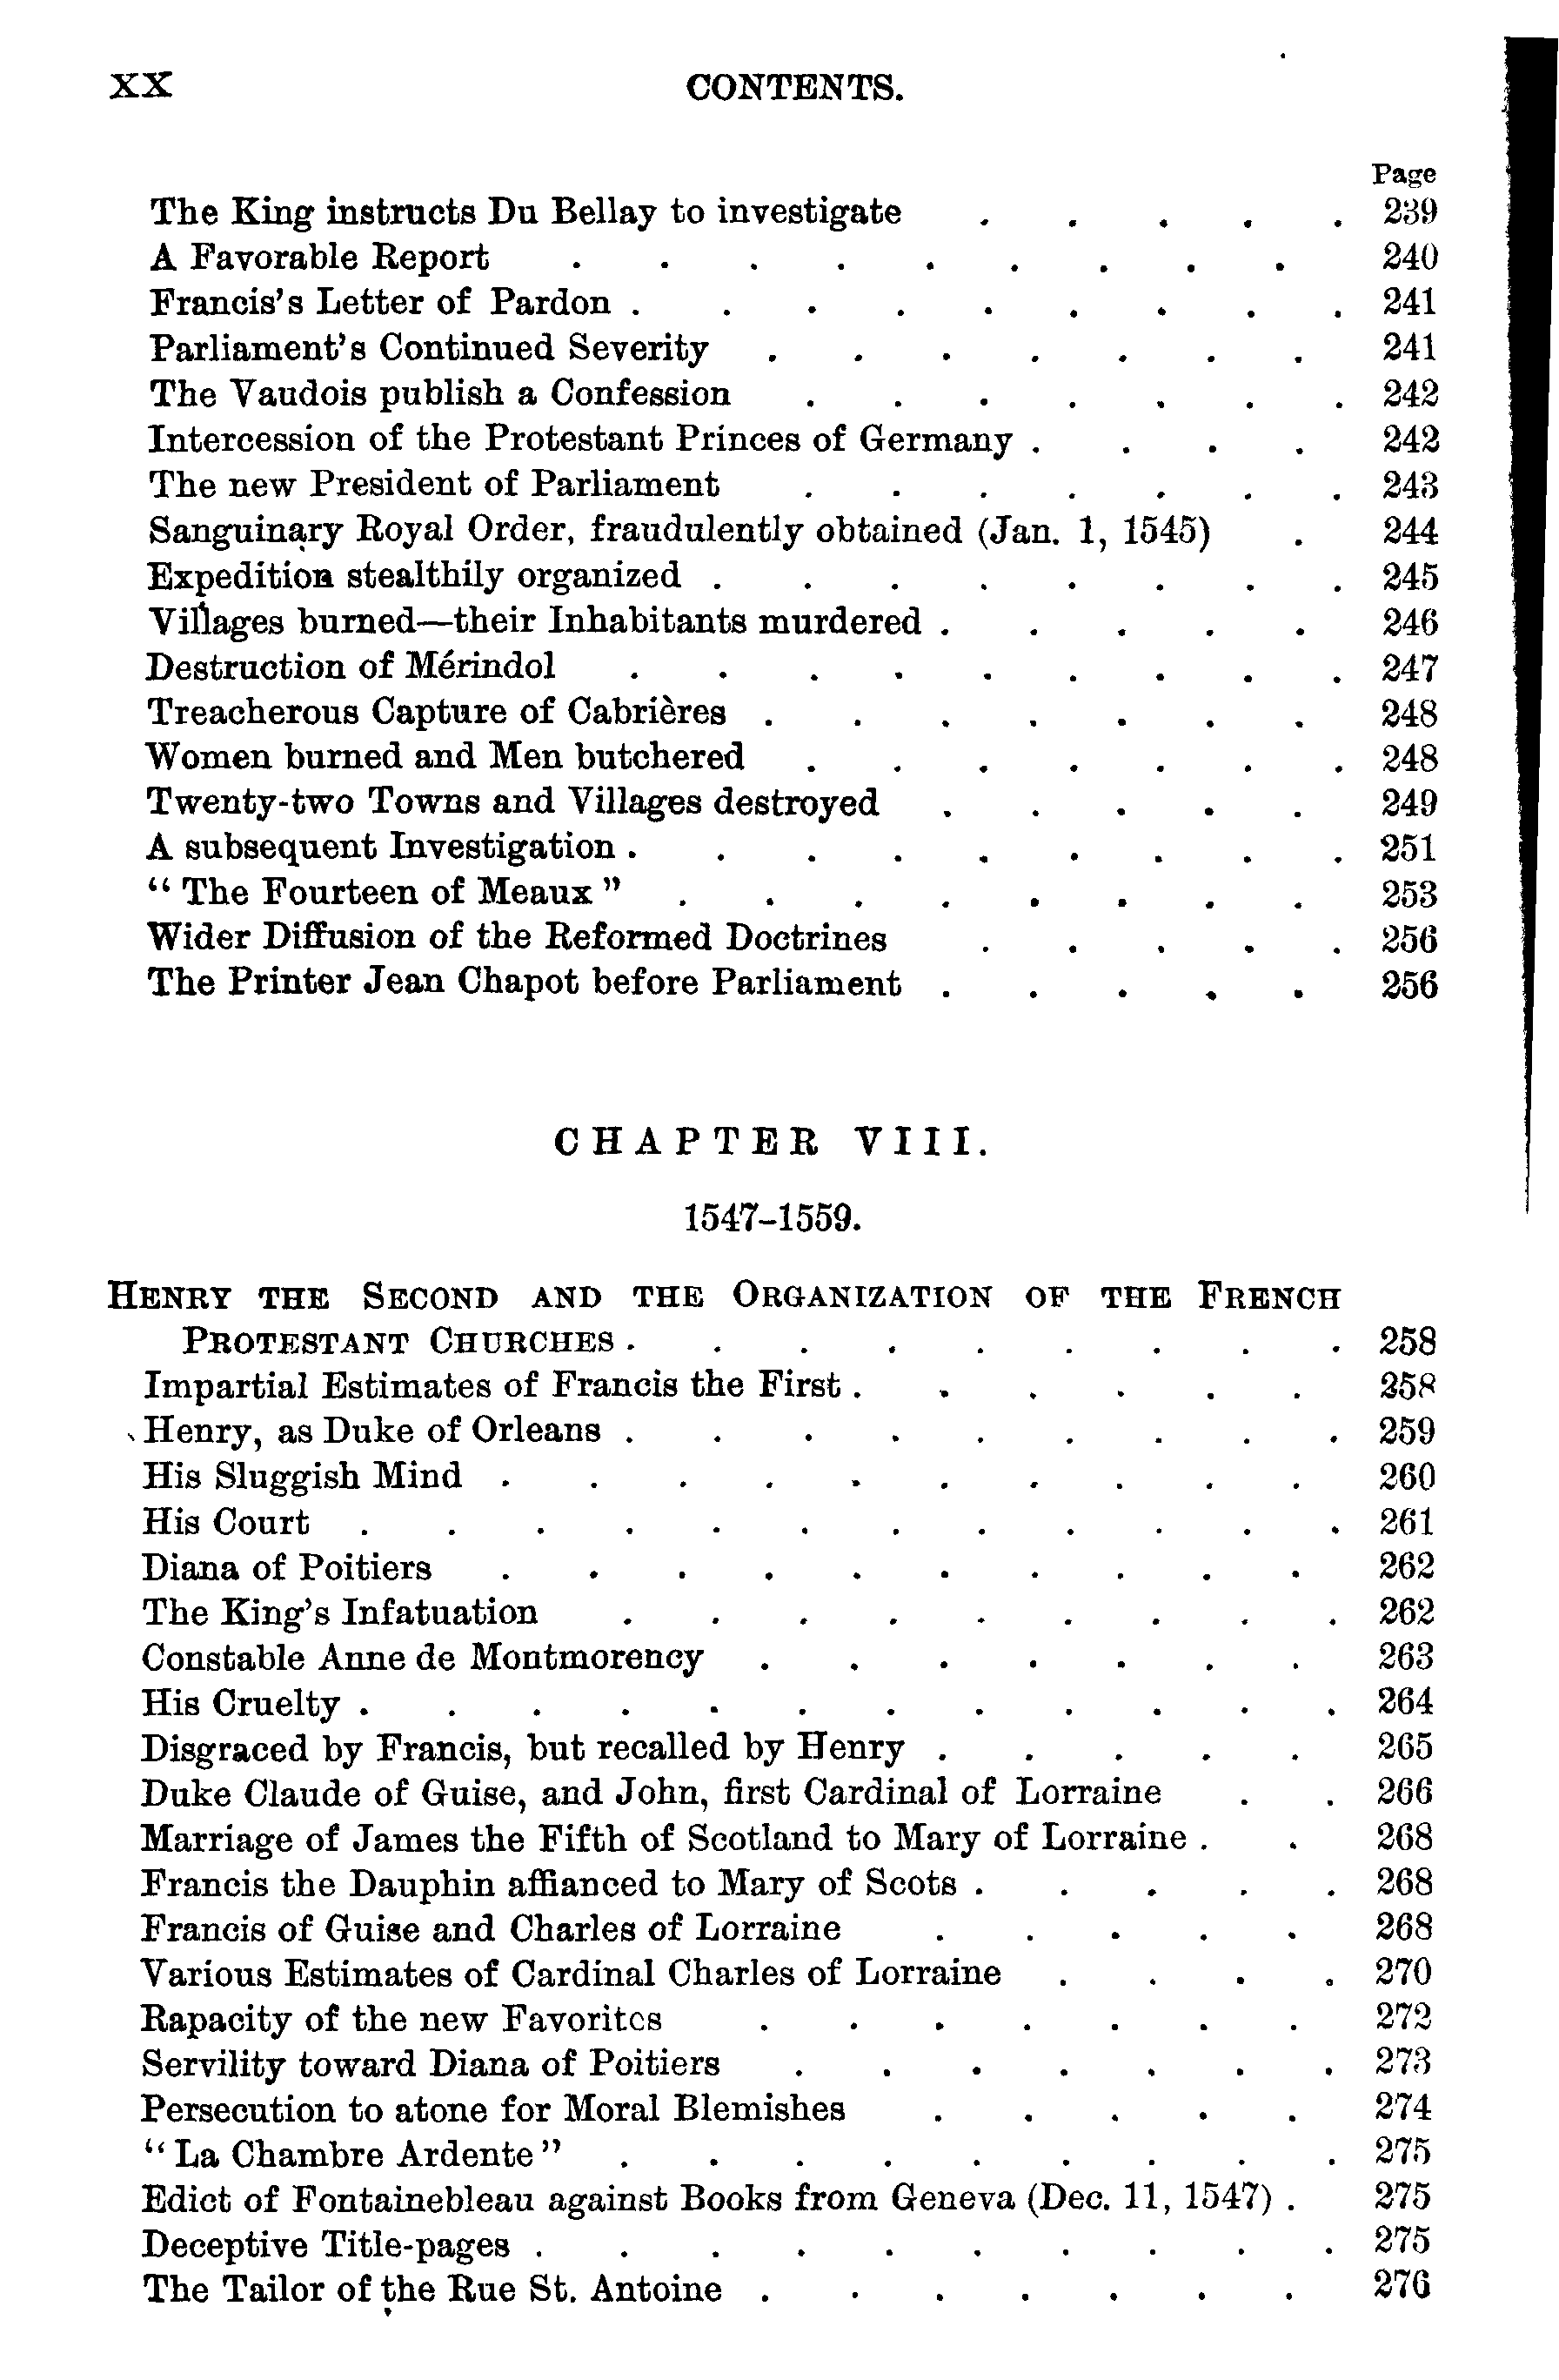 XX CONTENTS.
Page
The King instructs Du Bellay to investigate . . . . . 239
A Favorable Report . . . . . . . . . 240
Francis's Letter of Pardon . . . . . . . . . 241
Parliament's Continued Severity . . . . . . . 241
The Vaudois publish a Confession . . . . . . . 242
Intercession of the Protestant Princes of Germany . . . . 242
The new President of Parliament . . . . . . . 243
Sanguinary Royal Order, fraudulently obtained (Jan. 1, 1545) . 244
Expedition stealthily organized . . . . . . . . 245
Villages burned—their Inhabitants murdered . . . . . 246
Destruction of Mérindol . . . . . . . . . 247
Treacherous Capture of Cabrières . . . . . . . 248
Women burned and Men butchered . . . . . . . 248
Twenty-two Towns and Villages destroyed . . . . . 249
A subsequent Investigation . . . . . . . . . 251
“ The Fourteen of Meaux ” . . . . . . . . 253
Wider Diffusion of the Reformed Doctrines . . . . . 256
The Printer Jean Chapot before Parliament . . . . . 256
CHAPTER VIII.
1547–1559.
HENRY THE SECOND AND THE ORGANIZATION OF THE FRENCH
PROTESTANT CHURCHES . . . . . . . . . 258
Impartial Estimates of Francis the First . . . . . . 258
Henry, as Duke of Orleans . . . . . . . . . 259
His Sluggish Mind . . . . . . . . . . 260
His Court . . . . . . . . . . . . 261
Diana of Poitiers . . . . . . . . . . 262
The King's Infatuation . . . . . . . . . 262
Constable Anne de Montmorency . . . . . . . 263
His Cruelty . . . . . . . . . . . . 264
Disgraced by Francis, but recalled by Henry . . . . . 265
Duke Claude of Guise, and John, first Cardinal of Lorraine . . 266
Marriage of James the Fifth of Scotland to Mary of Lorraine . . 268
Francis the Dauphin affianced to Mary of Scots . . . . . 268
Francis of Guise and Charles of Lorraine . . . . . 268
Various Estimates of Cardinal Charles of Lorraine . . . . 270
Rapacity of the new Favorites . . . . . . . 272
Servility toward Diana of Poitiers . . . . . . . 273
Persecution to atone for Moral Blemishes . . . . . 274
“ La Chambre Ardente ” . . . . . . . . . 275
Edict of Fontainebleau against Books from Geneva (Dec. 11, 1547) . 275
Deceptive Title-pages . . . . . . . . . . 275
The Tailor of the Rue St. Antoine . . . . . . . 276